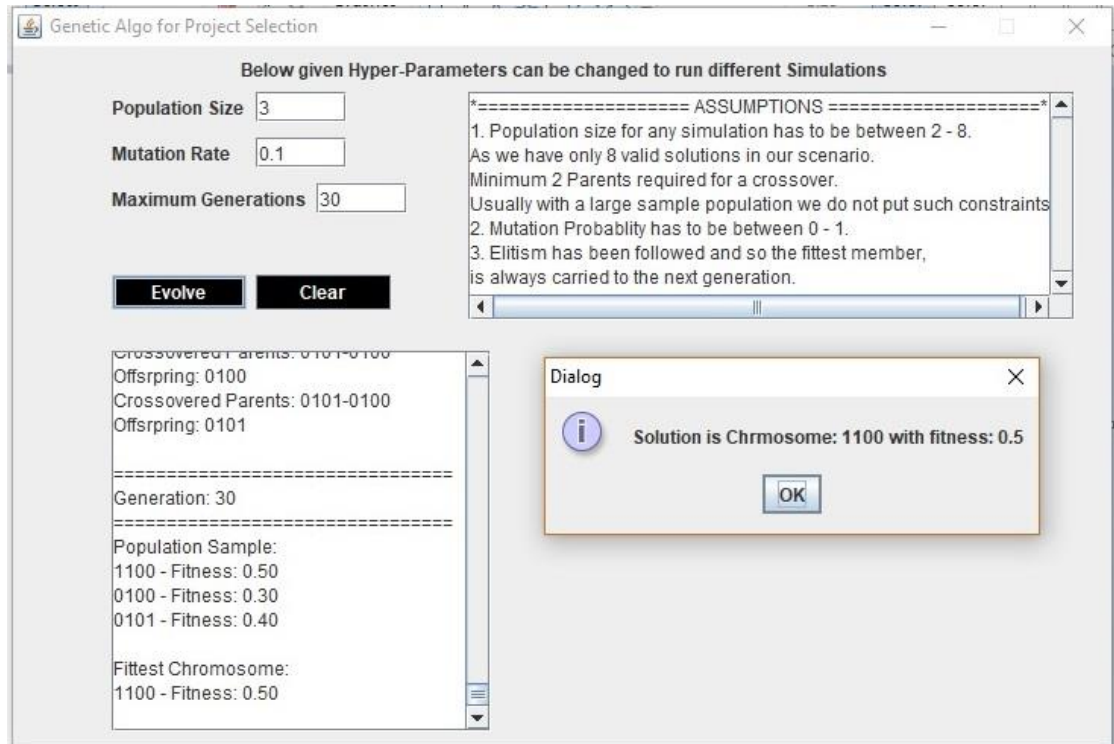 Genetic Algo for Project Selection
Below given Hyper-Parameters can be changed to run different Simulations
Population Size 3
Mutation Rate 0.1
Maximum Generations 30
Evolve Clear
*==================== ASSUMPTIONS ====================*
1. Population size for any simulation has to be between 2 - 8.
As we have only 8 valid solutions in our scenario.
Minimum 2 Parents required for a crossover.
Usually with a large sample population we do not put such constraints
2. Mutation Probablity has to be between 0 - 1.
3. Elitism has been followed and so the fittest member,
is always carried to the next generation.
Crossovered Parents: 0101-0100
Offsrpring: 0100
Crossovered Parents: 0101-0100
Offsrpring: 0101
================================
Generation: 30
================================
Population Sample:
1100 - Fitness: 0.50
0100 - Fitness: 0.30
0101 - Fitness: 0.40
Fittest Chromosome:
1100 - Fitness: 0.50
Dialog
Solution is Chrmosome: 1100 with fitness: 0.5
OK